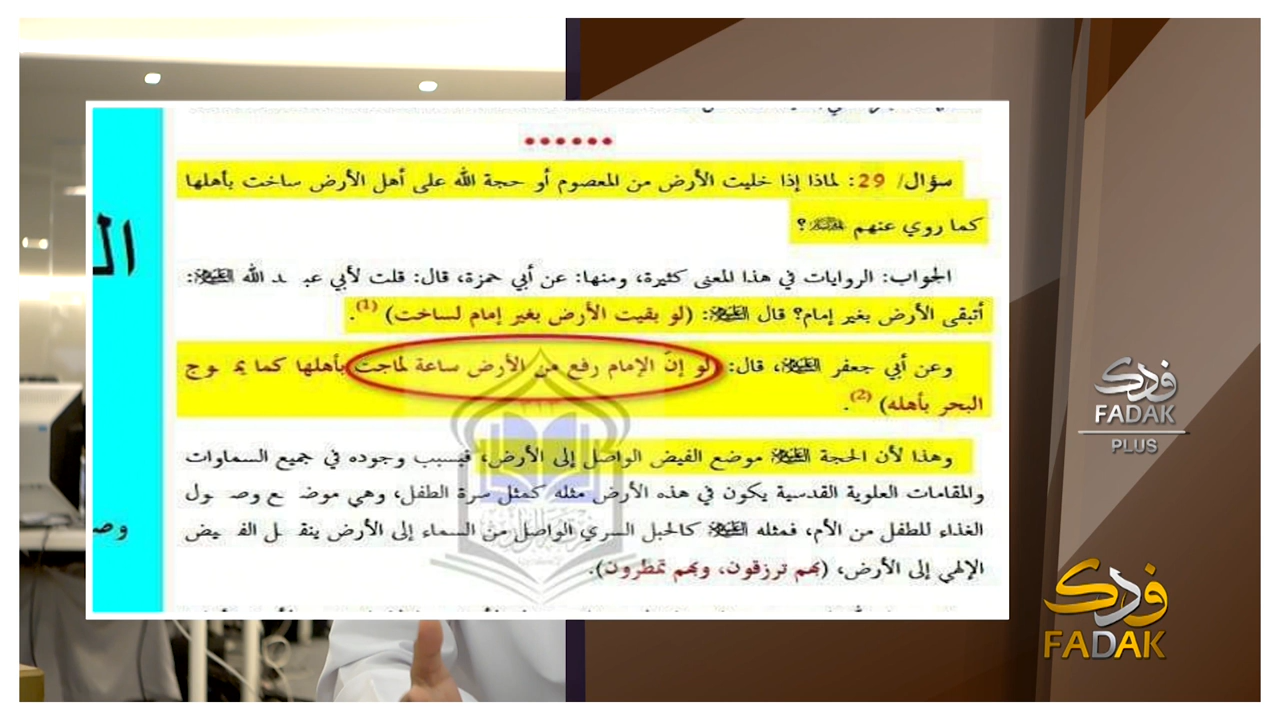 ••••••
سؤال/ 29: لماذا إذا خليت الأرض من المعصوم أو حجة الله على أهل الأرض ساخت بأهلها
كما روي عنهم ؟
الجواب: الروايات في هذا المعنى كثيرة، ومنها: عن أبي حمزة، قال: قلت لأبي عبد الله :
أتبقى الأرض بغير إمام؟ قال : (لو بقيت الأرض بغير إمام لساخت) (1).
وعن أبي جعفر ، قال: (لو إنّ الإمام رفع من الأرض ساعة لماجت بأهلها كما يموج
البحر بأهله) (2).
وهذا لأن الحجة موضع الفيض الواصل إلى الأرض، فبسبب وجوده في جميع السماوات
والمقامات العلوية القدسية يكون في هذه الأرض مثله كمثل سرة الطفل، وهي موضع وصول
الغذاء للطفل من الأم، فمثله كالحبل السري الواصل من السماء إلى الأرض ينقل الفيض
الإلهي إلى الأرض، (بهم ترزقون، وبهم تمطرون).
فدك
FADAK
PLUS
فدك
FADAK